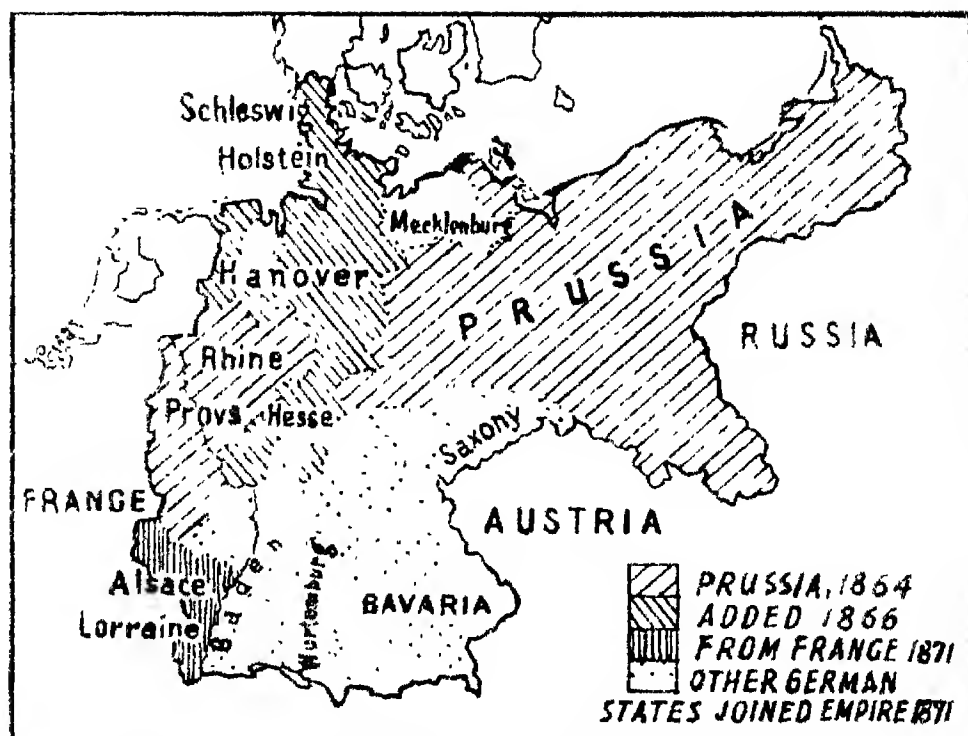 Schleswi
Holstein
Mecklenburg
Hanover
PRUSSIA
RUSSIA
Rhine
Provs.
Hesse
Saxony
FRANCE
AUSTRIA
Alsace
Lorraine
Baden
Wurtemburg
BAVARIA
PRUSSIA, 1864
ADDED 1866
FROM FRANCE 1871
OTHER GERMAN
STATES JOINED EMPIRE 1871